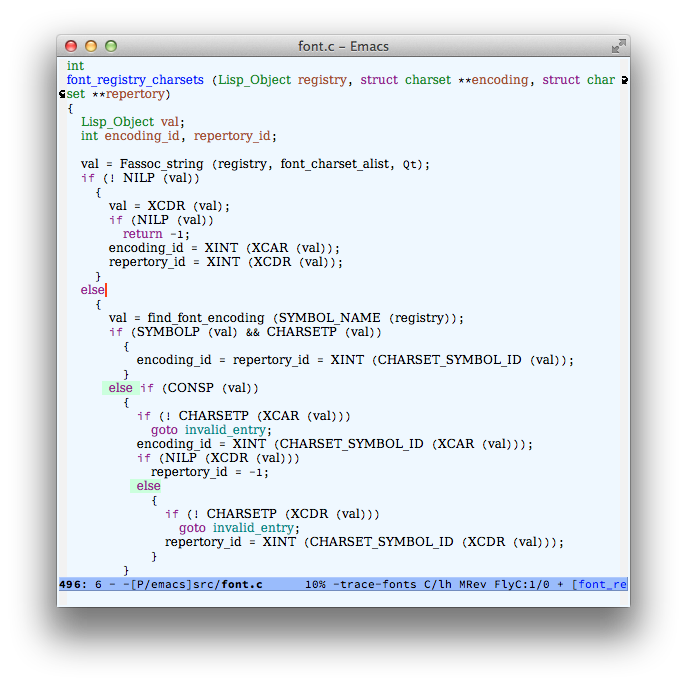 font.c – Emacs
int
font_registry_charsets (Lisp_Object registry, struct charset **encoding, struct char
set **repertory)
{
  Lisp_Object val;
  int encoding_id, repertory_id;

  val = Fassoc_string (registry, font_charset_alist, Qt);
  if (! NILP (val))
    {
      val = XCDR (val);
      if (NILP (val))
        return -1;
      encoding_id = XINT (XCAR (val));
      repertory_id = XINT (XCDR (val));
    }
  else
    {
      val = find_font_encoding (SYMBOL_NAME (registry));
      if (SYMBOLP (val) && CHARSETP (val))
        {
          encoding_id = repertory_id = XINT (CHARSET_SYMBOL_ID (val));
        }
      else if (CONSP (val))
        {
          if (! CHARSETP (XCAR (val)))
            goto invalid_entry;
          encoding_id = XINT (CHARSET_SYMBOL_ID (XCAR (val)));
          if (NILP (XCDR (val)))
            repertory_id = -1;
          else
            {
              if (! CHARSETP (XCDR (val)))
                goto invalid_entry;
              repertory_id = XINT (CHARSET_SYMBOL_ID (XCDR (val)));
            }
        }
496: 6 - -[P/emacs]src/font.c 10% -trace-fonts C/lh MRev FlyC:1/0 + [font_re